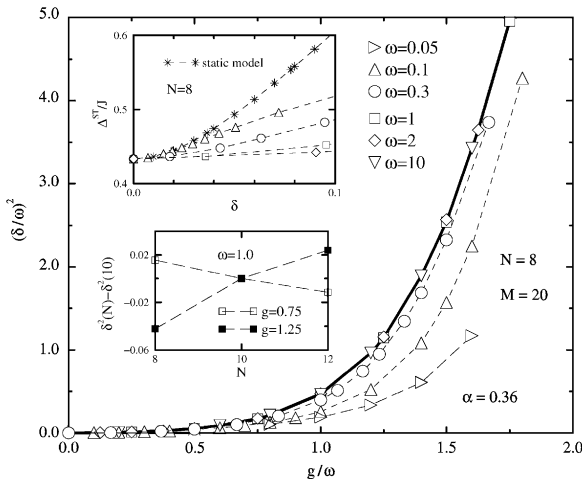 5.0
4.0
3.0
2.0
1.0
0.0
(δ/ω)²
0.0
0.5
1.0
1.5
2.0
g/ω
ω=0.05
ω=0.1
ω=0.3
ω=1
ω=2
ω=10
N = 8
M = 20
α = 0.36
0.6
0.5
0.4
Δ^ST/J
static model
N=8
0.0
0.1
δ
0.02
−0.02
−0.06
δ²(N)−δ²(10)
ω=1.0
g=0.75
g=1.25
8
10
12
N